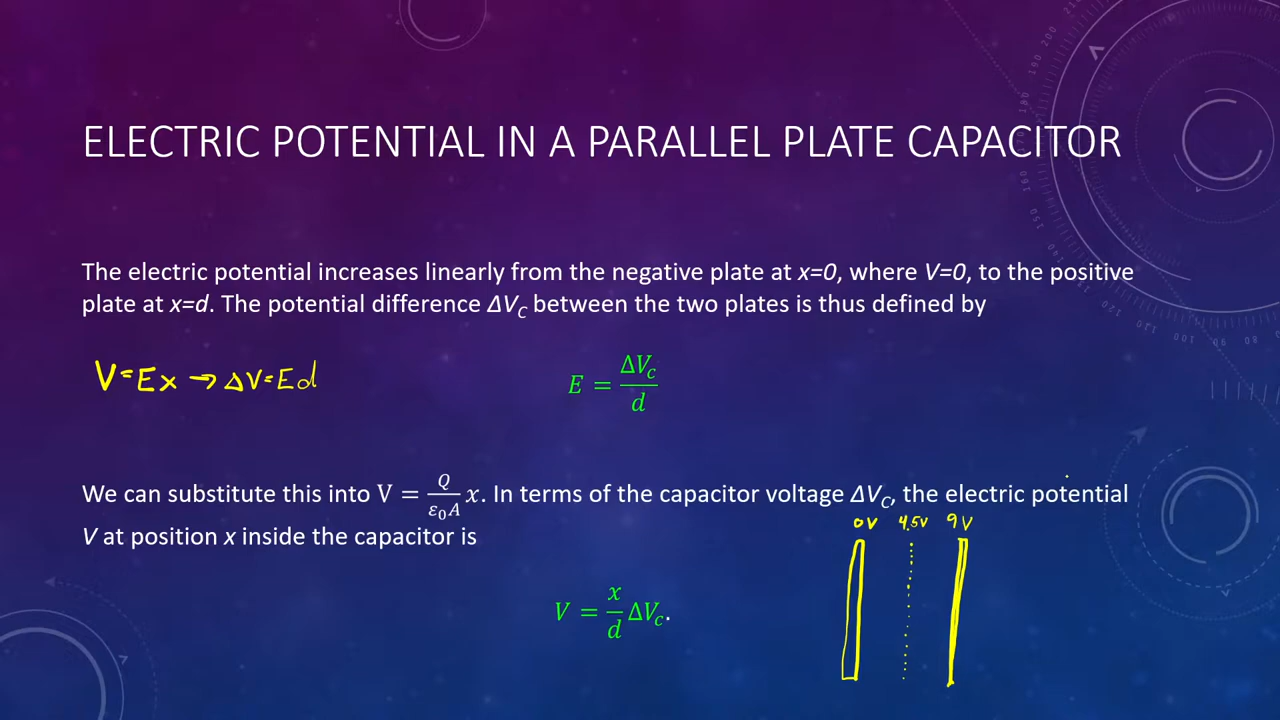 ELECTRIC POTENTIAL IN A PARALLEL PLATE CAPACITOR
The electric potential increases linearly from the negative plate at x=0, where V=0, to the positive
plate at x=d. The potential difference ΔV_C between the two plates is thus defined by
V=Ex → ΔV=Ed
E = ΔV_C/d
We can substitute this into V = Q/(ε₀A) x. In terms of the capacitor voltage ΔV_C, the electric potential
V at position x inside the capacitor is
0V 4.5V 9V
V = x/d ΔV_C.